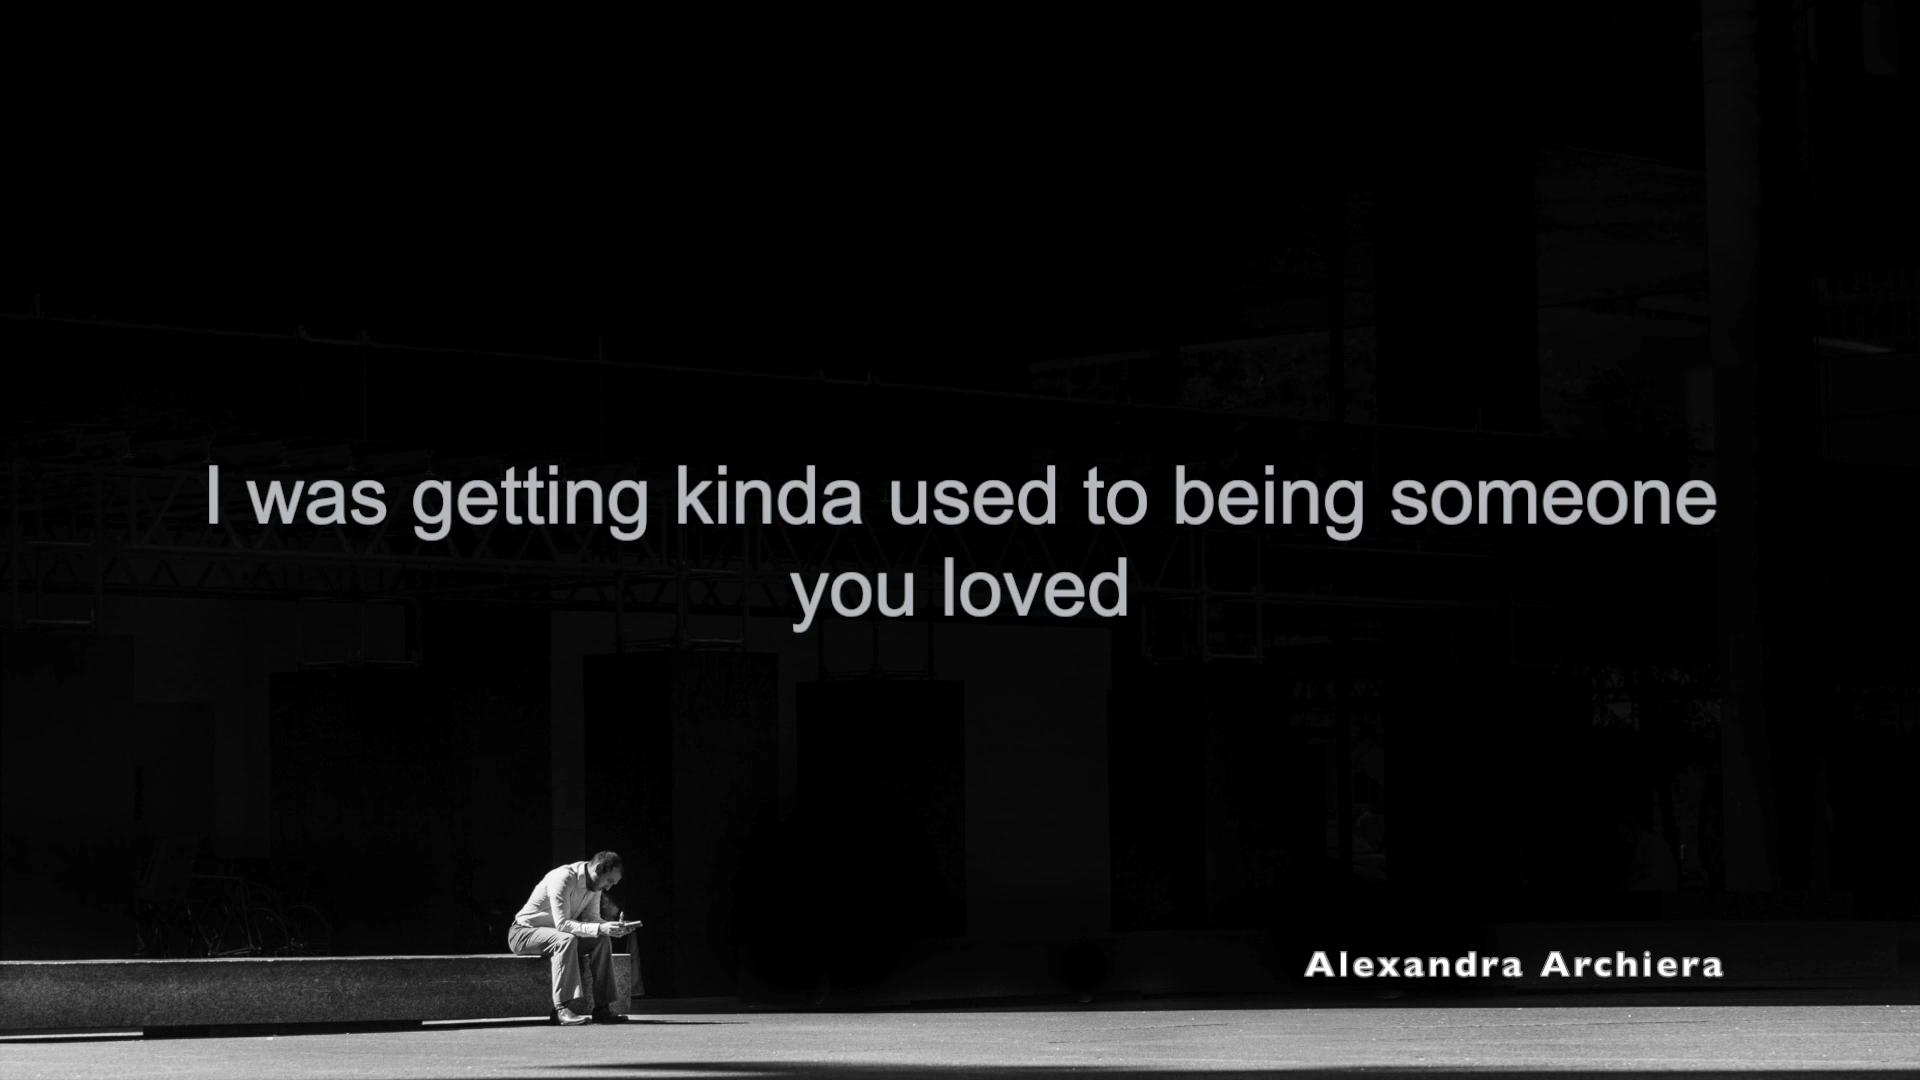 I was getting kinda used to being someone
you loved
Alexandra Archiera